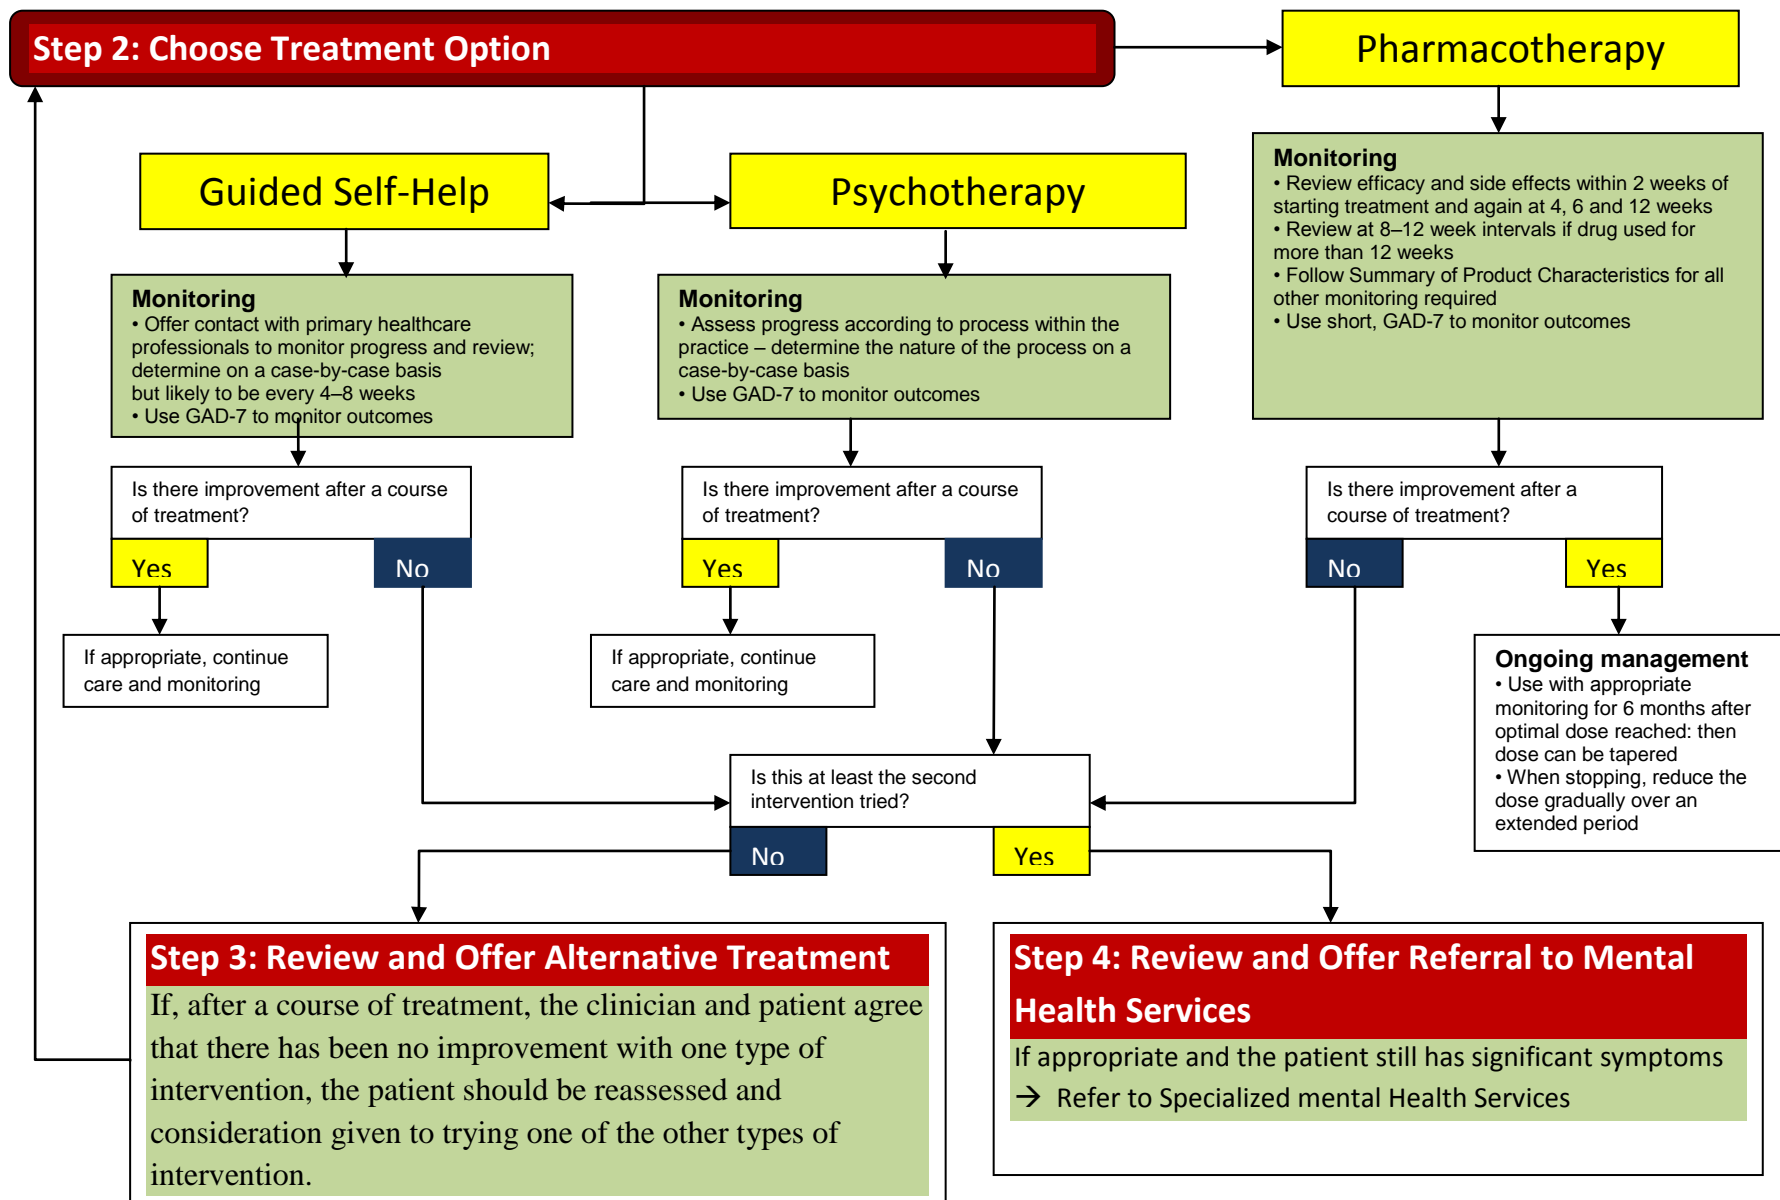 Step 2: Choose Treatment Option
Pharmacotherapy
Guided Self-Help
Psychotherapy
Monitoring
• Review efficacy and side effects within 2 weeks of
starting treatment and again at 4, 6 and 12 weeks
• Review at 8–12 week intervals if drug used for
more than 12 weeks
• Follow Summary of Product Characteristics for all
other monitoring required
• Use short, GAD-7 to monitor outcomes
Monitoring
• Offer contact with primary healthcare
professionals to monitor progress and review;
determine on a case-by-case basis
but likely to be every 4–8 weeks
• Use GAD-7 to monitor outcomes
Monitoring
• Assess progress according to process within the
practice – determine the nature of the process on a
case-by-case basis
• Use GAD-7 to monitor outcomes
Is there improvement after a course
of treatment?
Yes
No
Is there improvement after a course
of treatment?
Yes
No
Is there improvement after a
course of treatment?
No
Yes
If appropriate, continue
care and monitoring
If appropriate, continue
care and monitoring
Ongoing management
• Use with appropriate
monitoring for 6 months after
optimal dose reached: then
dose can be tapered
• When stopping, reduce the
dose gradually over an
extended period
Is this at least the second
intervention tried?
No
Yes
Step 3: Review and Offer Alternative Treatment
If, after a course of treatment, the clinician and patient agree
that there has been no improvement with one type of
intervention, the patient should be reassessed and
consideration given to trying one of the other types of
intervention.
Step 4: Review and Offer Referral to Mental
Health Services
If appropriate and the patient still has significant symptoms
→ Refer to Specialized mental Health Services